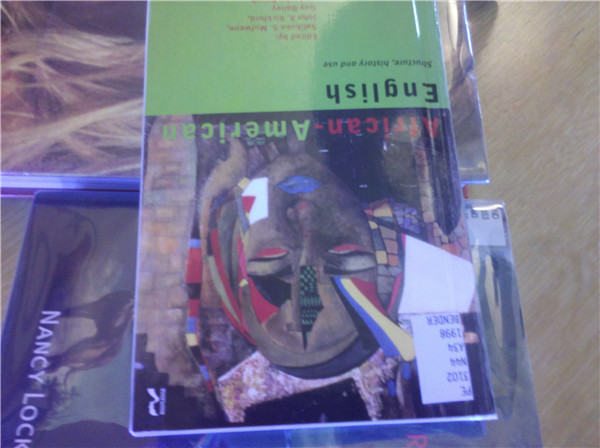 African-American
English
Structure, history and use
Edited by:
Salikoko S. Mufwene,
John R. Rickford,
Guy Bailey
PE
3102
N44
A34
1998
BENDER
NANCY LOCK
R